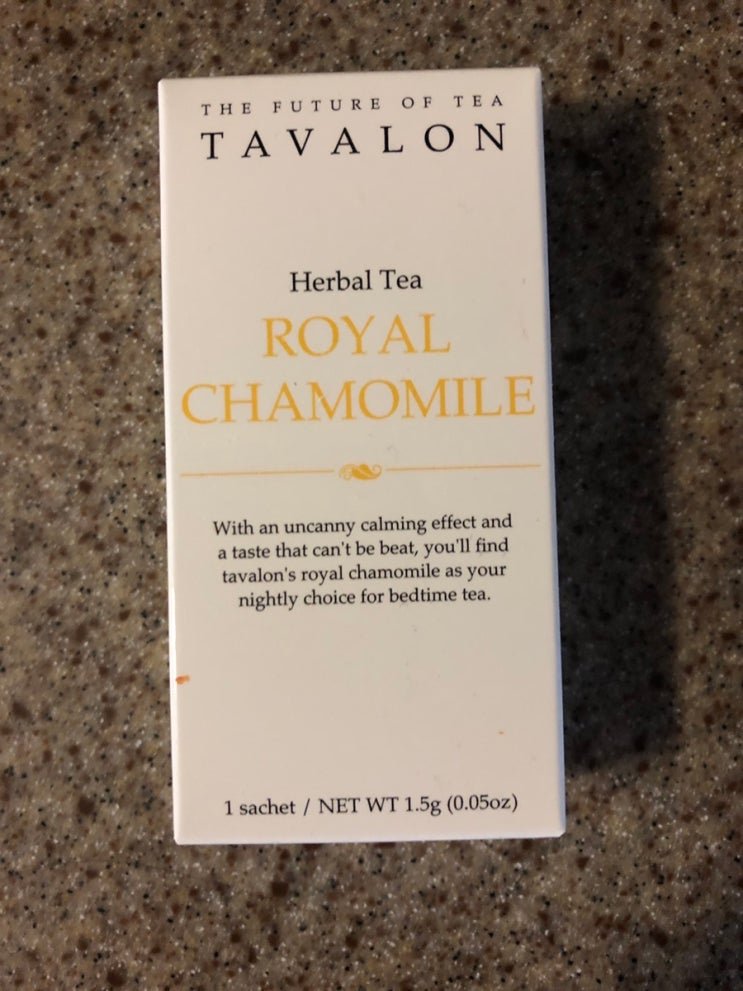 THE FUTURE OF TEA
TAVALON
Herbal Tea
ROYAL
CHAMOMILE
With an uncanny calming effect and
a taste that can't be beat, you'll find
tavalon's royal chamomile as your
nightly choice for bedtime tea.
1 sachet / NET WT 1.5g (0.05oz)